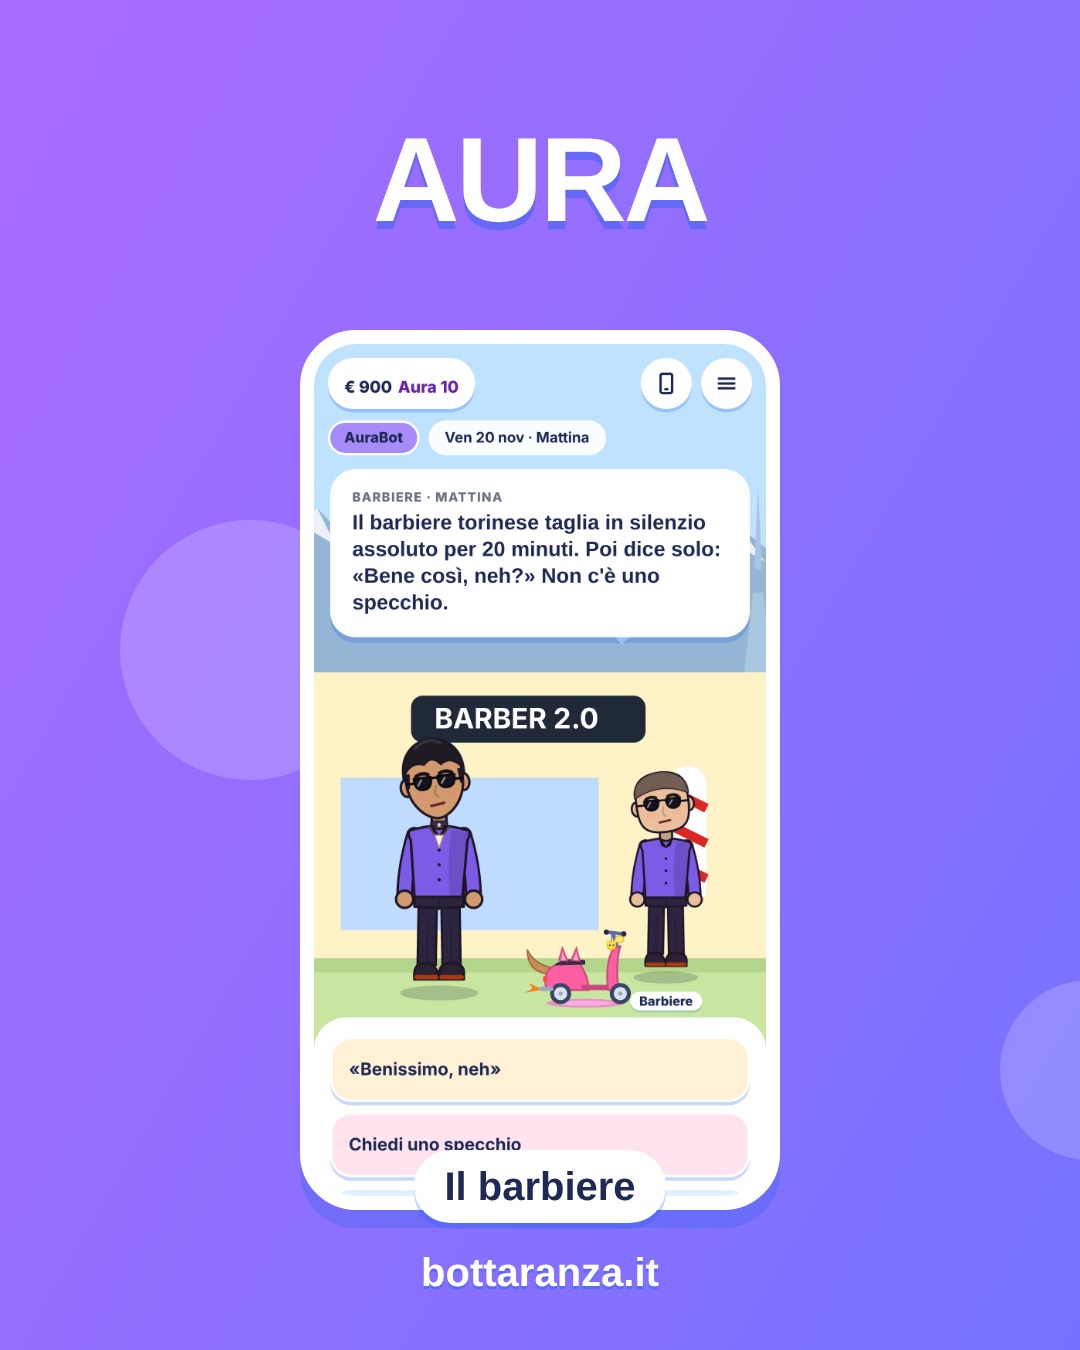 AURA
€ 900 Aura 10
AuraBot
Ven 20 nov · Mattina
BARBIERE · MATTINA
Il barbiere torinese taglia in silenzio
assoluto per 20 minuti. Poi dice solo:
«Bene così, neh?» Non c'è uno
specchio.
BARBER 2.0
Barbiere
«Benissimo, neh»
Chiedi uno specchio
Il barbiere
bottaranza.it